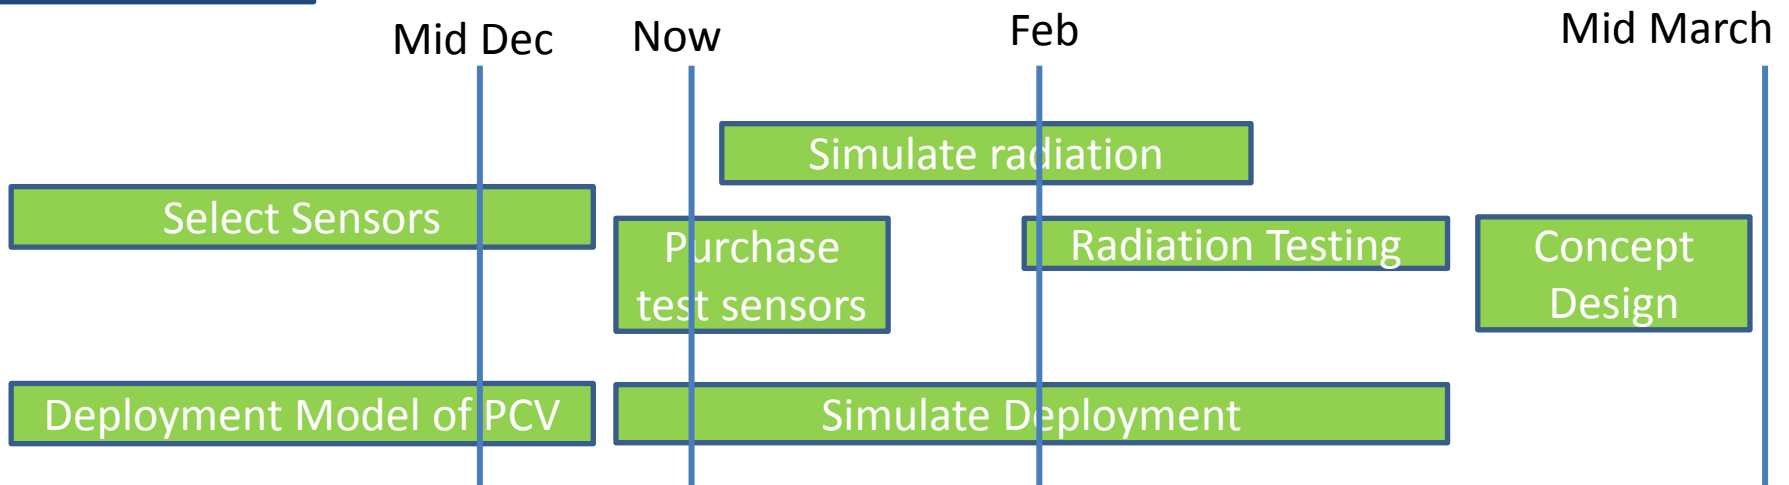 Mid Dec
Now
Feb
Mid March
Simulate radiation
Select Sensors
Purchase
test sensors
Radiation Testing
Concept
Design
Deployment Model of PCV
Simulate Deployment